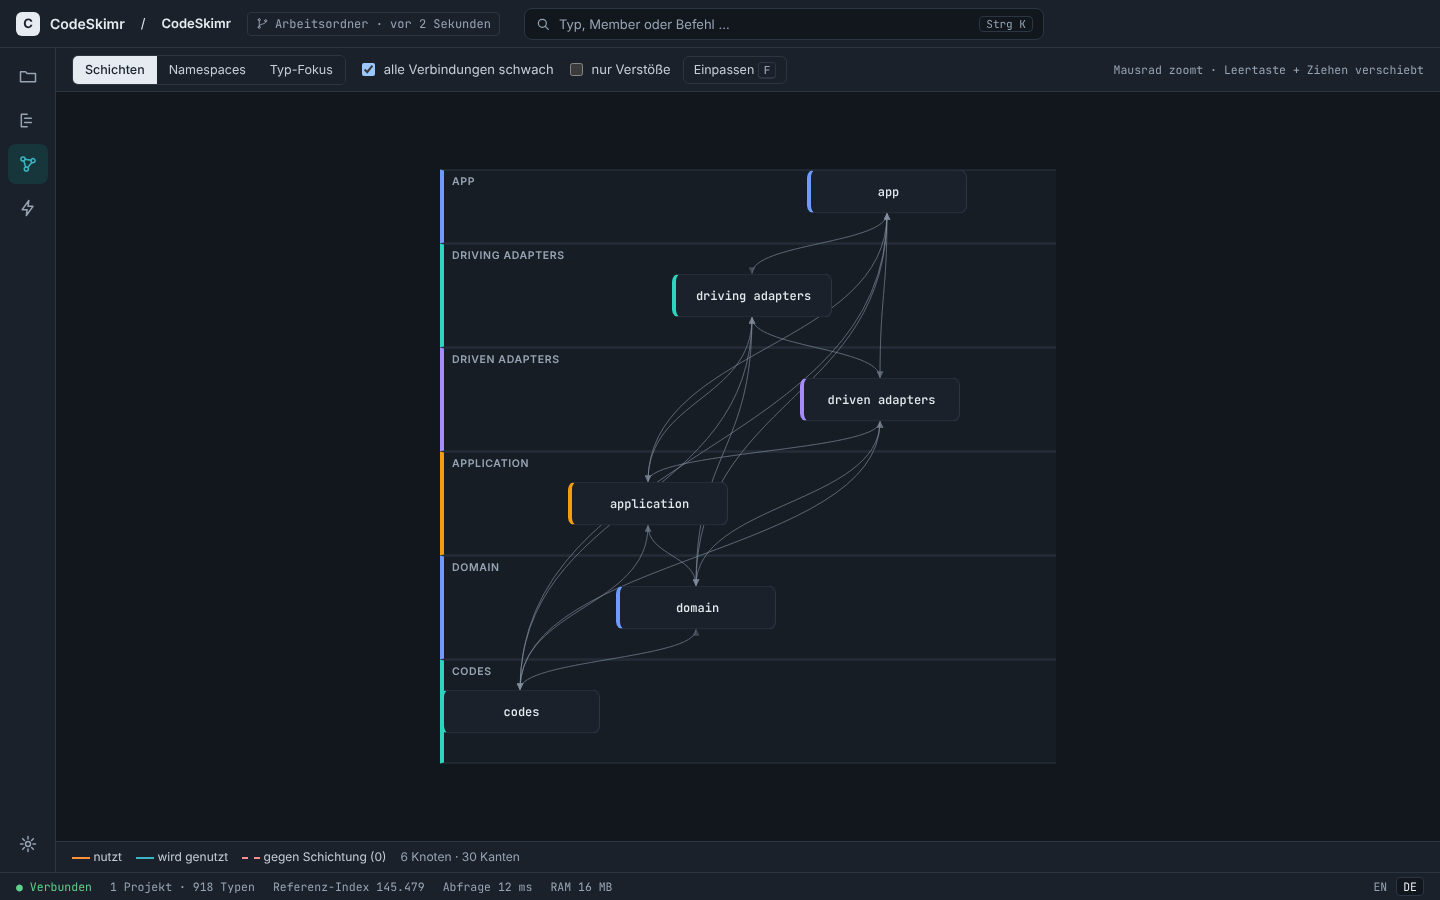 C CodeSkimr / CodeSkimr Arbeitsordner · vor 2 Sekunden Typ, Member oder Befehl ... Strg K
Schichten Namespaces Typ-Fokus alle Verbindungen schwach nur Verstöße Einpassen F Mausrad zoomt · Leertaste + Ziehen verschiebt
APP
app
DRIVING ADAPTERS
driving adapters
DRIVEN ADAPTERS
driven adapters
APPLICATION
application
DOMAIN
domain
CODES
codes
nutzt wird genutzt gegen Schichtung (0) 6 Knoten · 30 Kanten
Verbunden 1 Projekt · 918 Typen Referenz-Index 145.479 Abfrage 12 ms RAM 16 MB EN DE